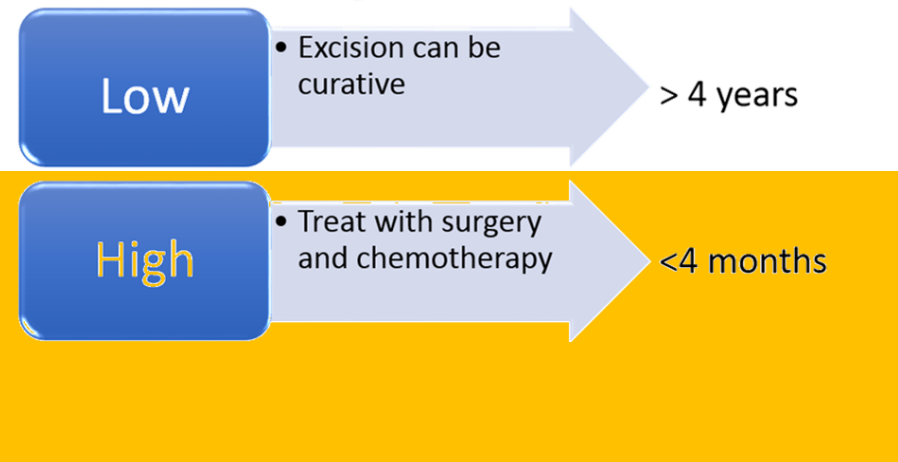 Low
• Excision can be
curative
> 4 years
High
• Treat with surgery
and chemotherapy
<4 months